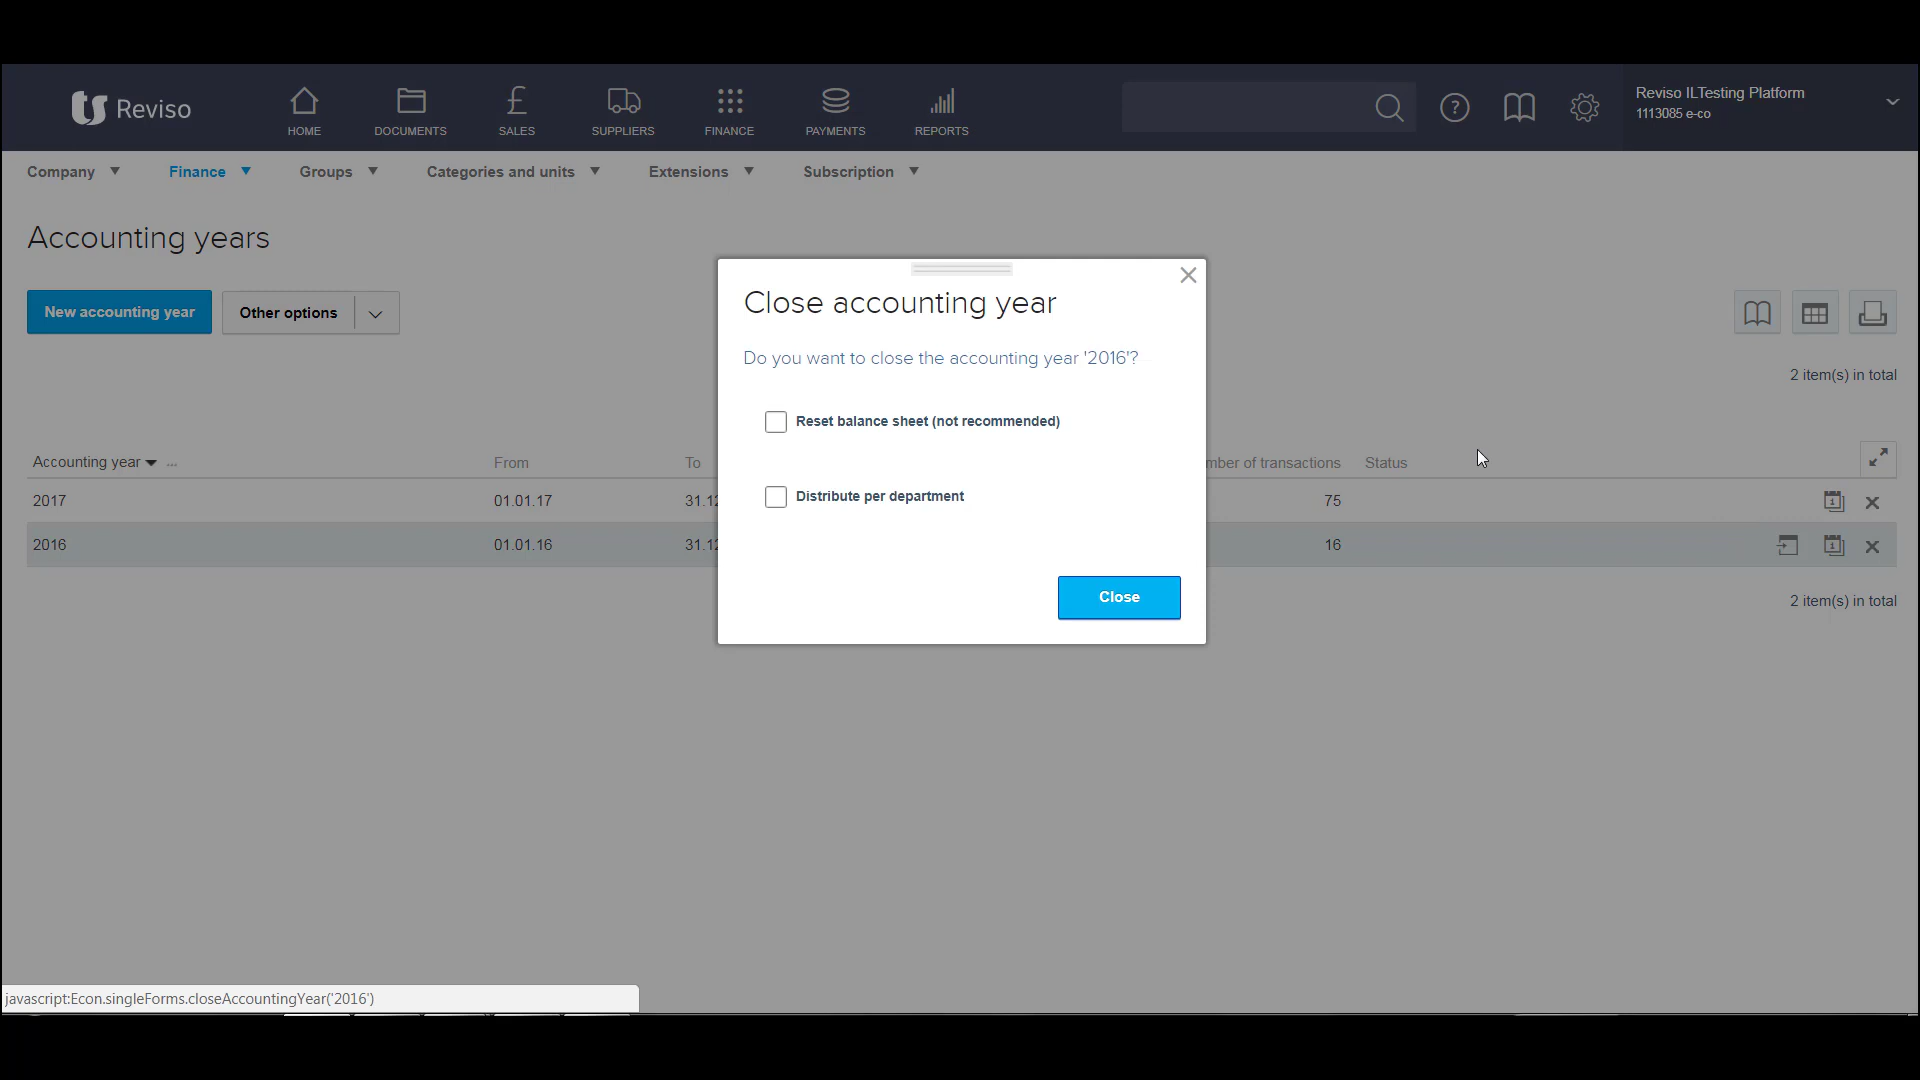 Reviso
HOME
DOCUMENTS
£
SALES
SUPPLIERS
FINANCE
PAYMENTS
REPORTS
?
Reviso ILTesting Platform
1113085 e-co
Company
Finance
Groups
Categories and units
Extensions
Subscription
Accounting years
New accounting year
Other options
2 item(s) in total
Close accounting year
Do you want to close the accounting year '2016'?
Reset balance sheet (not recommended)
Distribute per department
Close
Accounting year ...
From
To
mber of transactions
Status
2017
01.01.17
31.12
75
2016
01.01.16
31.12
16
2 item(s) in total
javascript:Econ.singleForms.closeAccountingYear('2016')